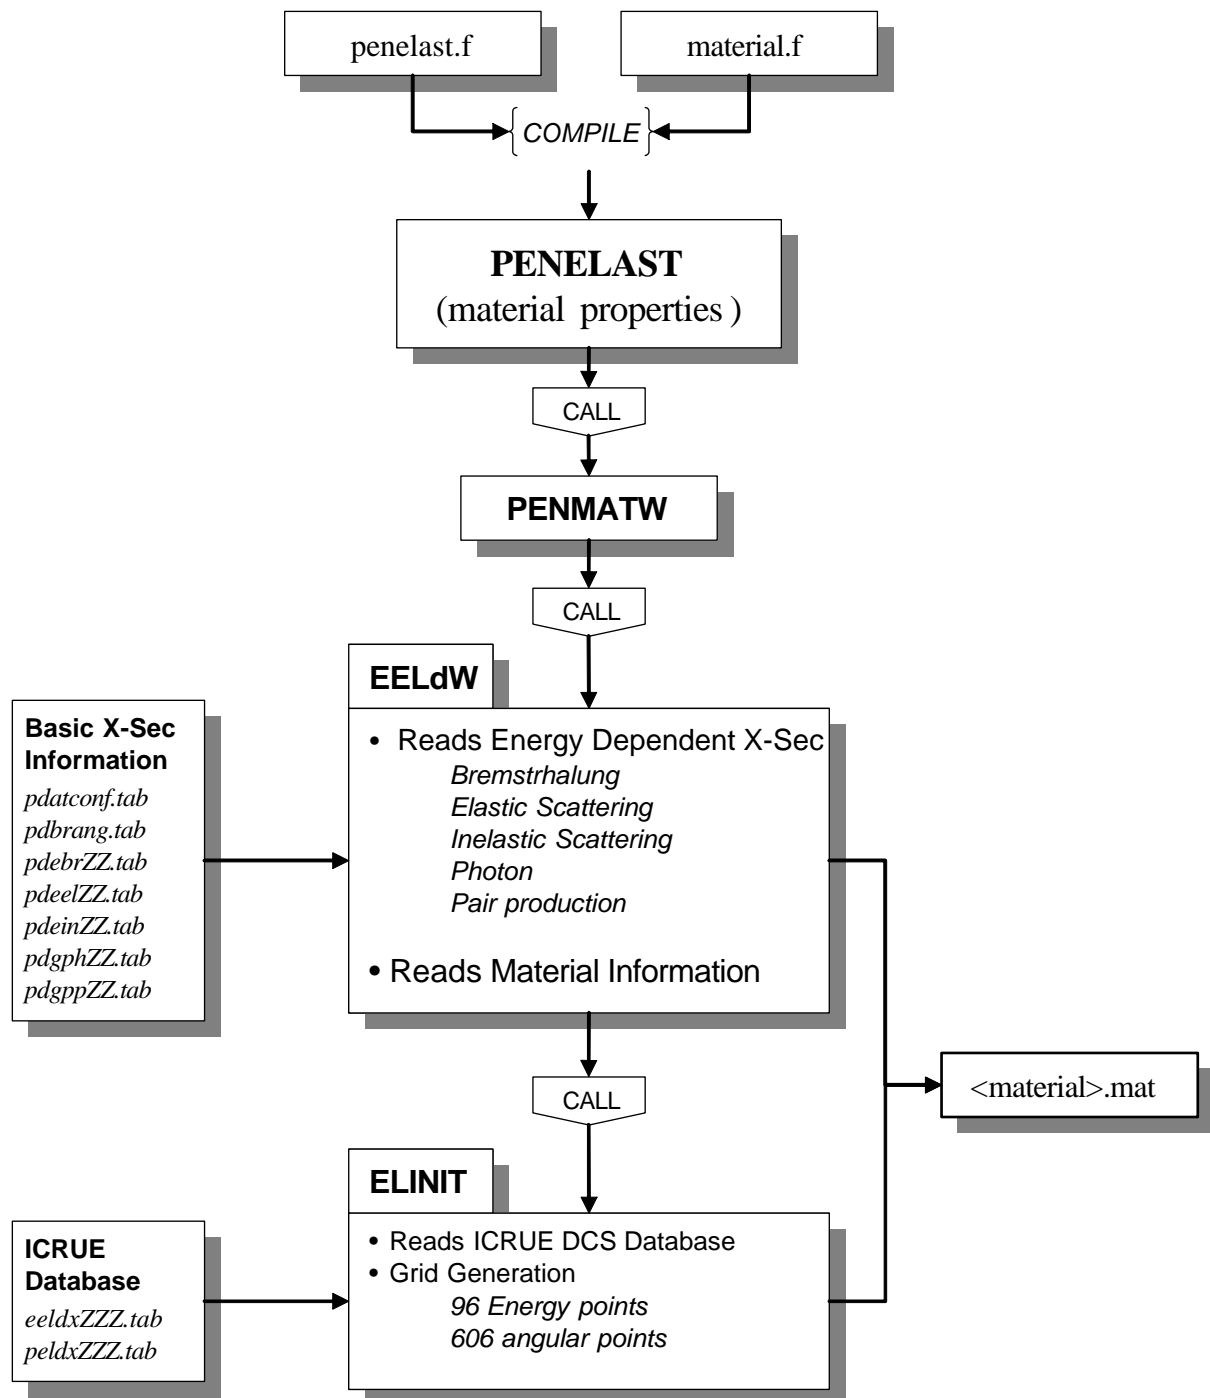 penelast.f
material.f
COMPILE
PENELAST
(material properties )
CALL
PENMATW
CALL
EELdW
Basic X-Sec
Information
pdatconf.tab
pdbrang.tab
pdebrZZ.tab
pdeelZZ.tab
pdeinZZ.tab
pdgphZZ.tab
pdgppZZ.tab
• Reads Energy Dependent X-Sec
Bremstrhalung
Elastic Scattering
Inelastic Scattering
Photon
Pair production
• Reads Material Information
CALL
<material>.mat
ELINIT
ICRUE
Database
eeldxZZZ.tab
peldxZZZ.tab
• Reads ICRUE DCS Database
• Grid Generation
96 Energy points
606 angular points